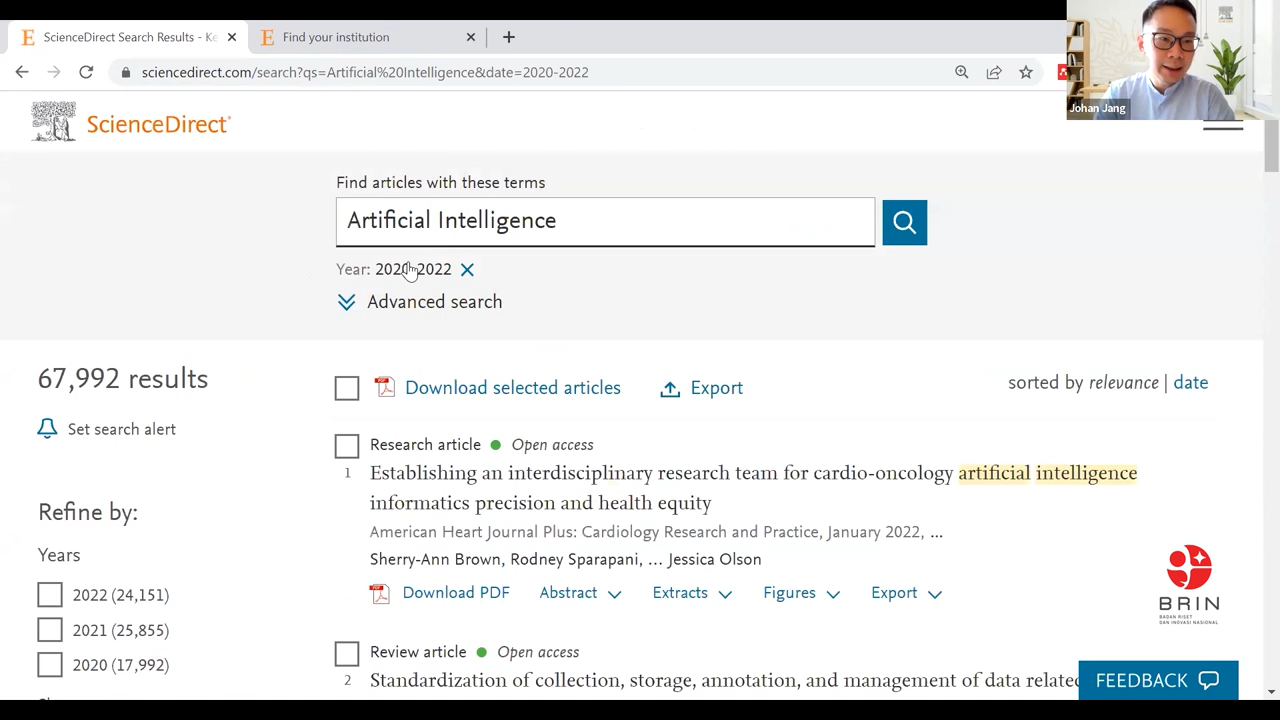 ScienceDirect Search Results - Ke
Find your institution
sciencedirect.com/search?qs=Artificial%20Intelligence&date=2020-2022
Johan Jang
ScienceDirect
Find articles with these terms
Artificial Intelligence
Year: 2020-2022
Advanced search
67,992 results
Download selected articles
Export
sorted by relevance | date
Set search alert
Research article
Open access
1
Establishing an interdisciplinary research team for cardio-oncology artificial intelligence
informatics precision and health equity
American Heart Journal Plus: Cardiology Research and Practice, January 2022, ...
Sherry-Ann Brown, Rodney Sparapani, ... Jessica Olson
Download PDF
Abstract
Extracts
Figures
Export
Refine by:
Years
2022 (24,151)
2021 (25,855)
2020 (17,992)
BRIN
BADAN RISET
DAN INOVASI NASIONAL
Review article
Open access
2
Standardization of collection, storage, annotation, and management of data related
FEEDBACK